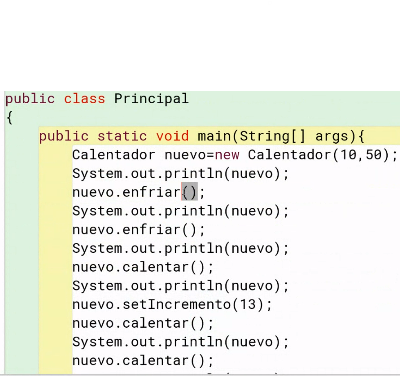 public class Principal
{
public static void main(String[] args){
Calentador nuevo=new Calentador(10,50);
System.out.println(nuevo);
nuevo.enfriar();
System.out.println(nuevo);
nuevo.enfriar();
System.out.println(nuevo);
nuevo.calentar();
System.out.println(nuevo);
nuevo.setIncremento(13);
nuevo.calentar();
System.out.println(nuevo);
nuevo.calentar();